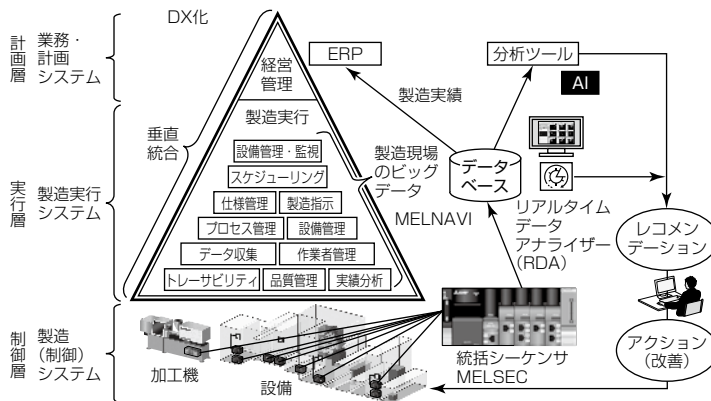 DX化
計画層
業務・
計画
システム
経営
管理
ERP
分析ツール
AI
製造実績
垂直
統合
製造実行
設備管理・監視
スケジューリング
仕様管理
製造指示
プロセス管理
設備管理
データ収集
作業者管理
トレーサビリティ
品質管理
実績分析
製造現場
のビッグ
データ
MELNAVI
データ
ベース
リアルタイム
データ
アナライザー
(RDA)
レコメン
デーション
実行層
製造実行
システム
制御層
製造
(制御)
システム
加工機
設備
統括シーケンサ
MELSEC
アクション
(改善)